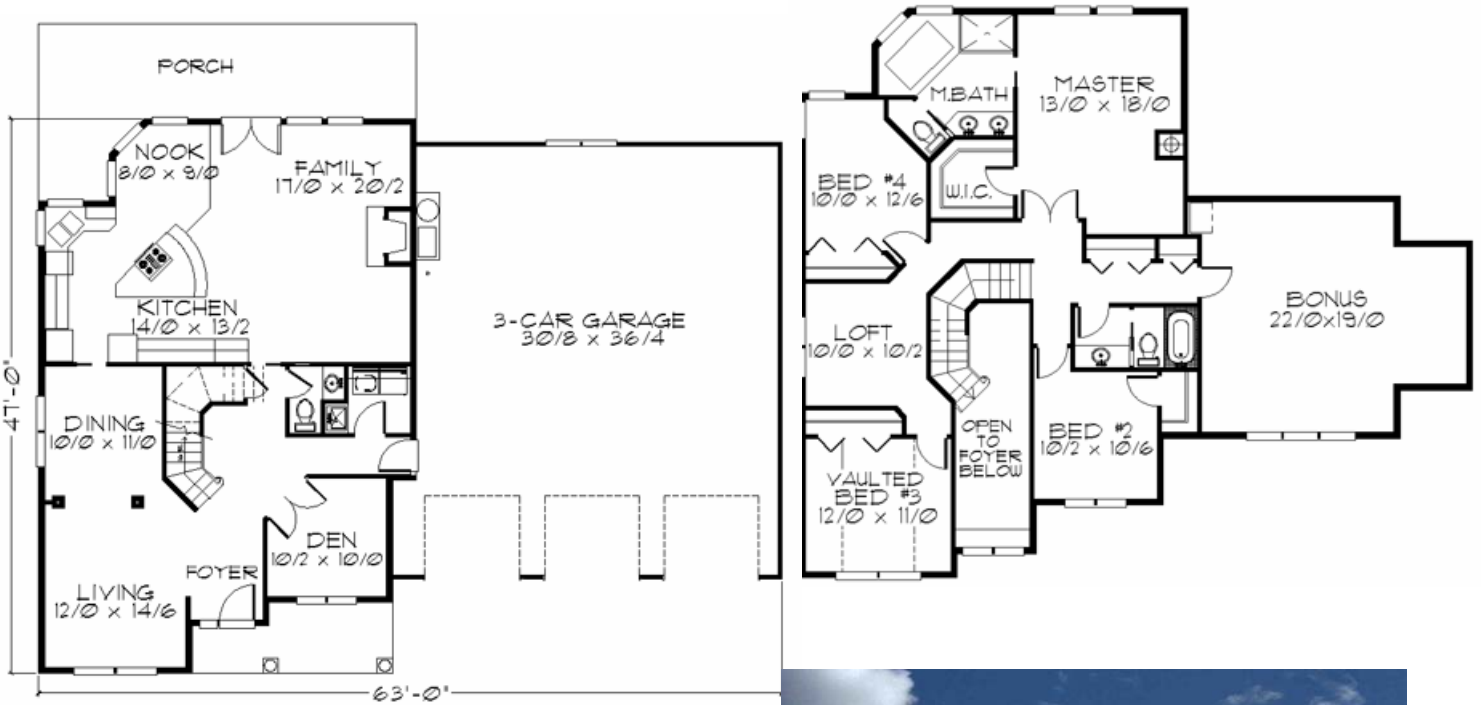 PORCH
NOOK
8/0 x 9/0
FAMILY
17/0 x 20/2
KITCHEN
14/0 x 13/2
3-CAR GARAGE
30/8 x 36/4
47'-0"
DINING
10/0 x 11/0
DEN
10/2 x 10/0
FOYER
LIVING
12/0 x 14/6
63'-0"
M.BATH
MASTER
13/0 x 18/0
BED #4
10/0 x 12/6
W.I.C.
BONUS
22/0x19/0
LOFT
10/0 x 10/2
OPEN
TO
FOYER
BELOW
BED #2
10/2 x 10/6
VAULTED
BED #3
12/0 x 11/0